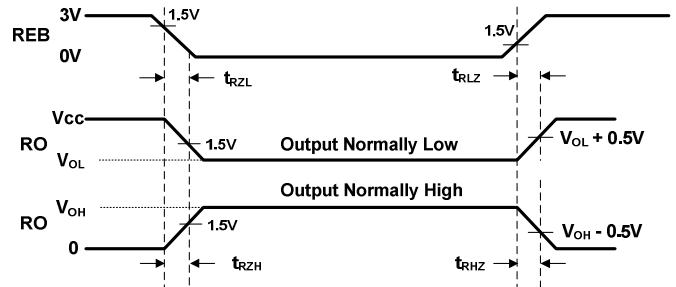 3V
REB
0V
1.5V
1.5V
tRZL
tRLZ
Vcc
RO
VOL
1.5V
Output Normally Low
VOL + 0.5V
Output Normally High
VOH
RO
0
1.5V
VOH - 0.5V
tRZH
tRHZ